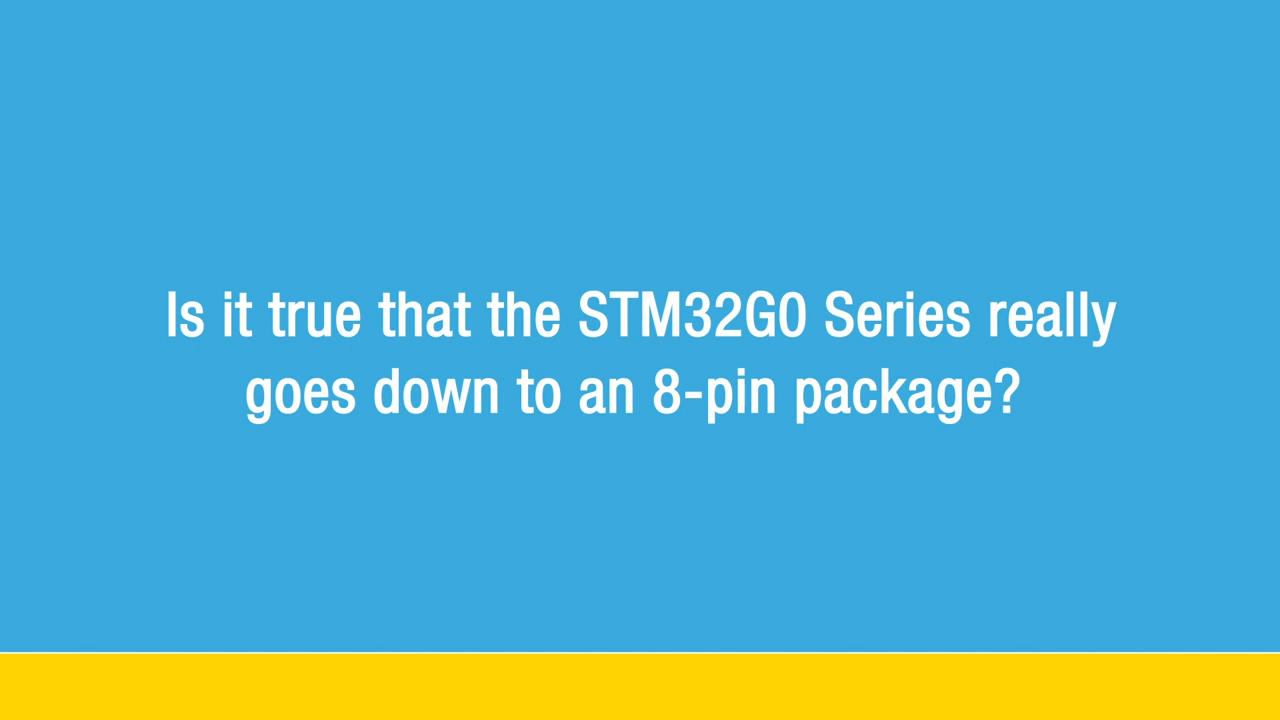 Is it true that the STM32G0 Series really
goes down to an 8-pin package?